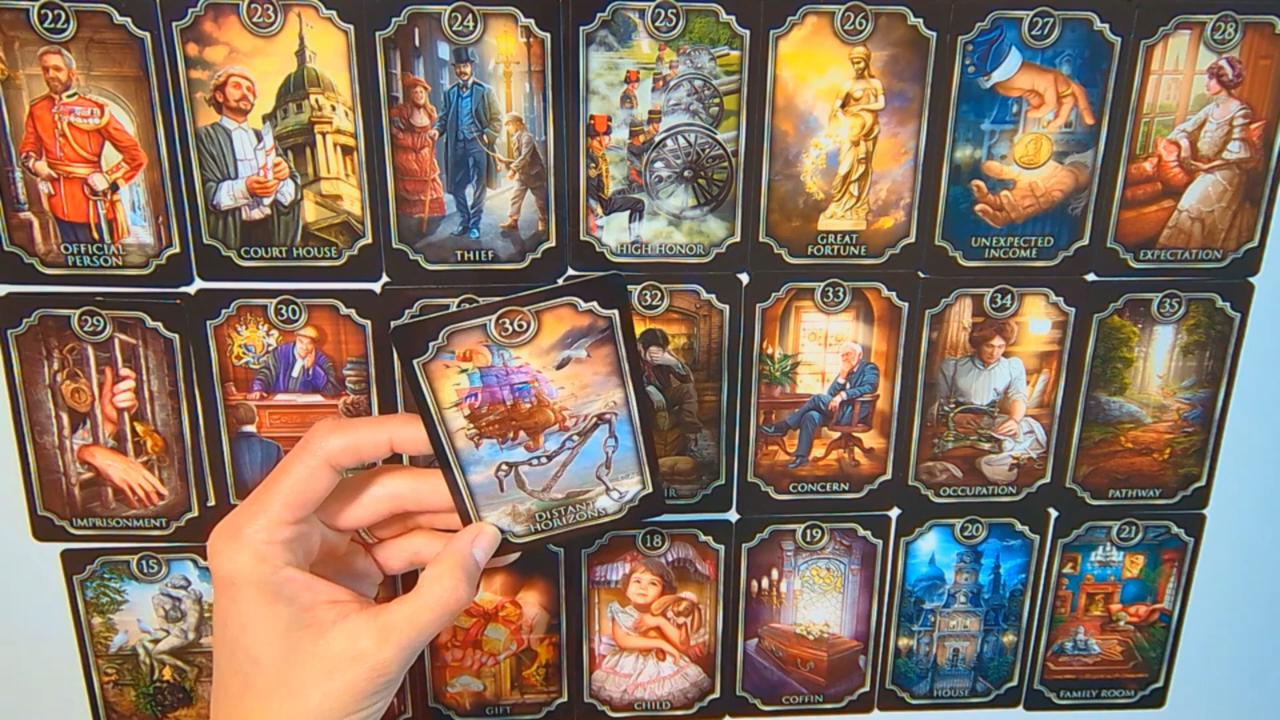 22
OFFICIAL
PERSON
23
COURT HOUSE
24
THIEF
25
HIGH HONOR
26
GREAT
FORTUNE
27
UNEXPECTED
INCOME
28
EXPECTATION
29
IMPRISONMENT
30
36
DISTANT
HORIZONS
32
33
CONCERN
34
OCCUPATION
35
PATHWAY
15
GIFT
18
CHILD
19
COFFIN
20
HOUSE
21
FAMILY ROOM